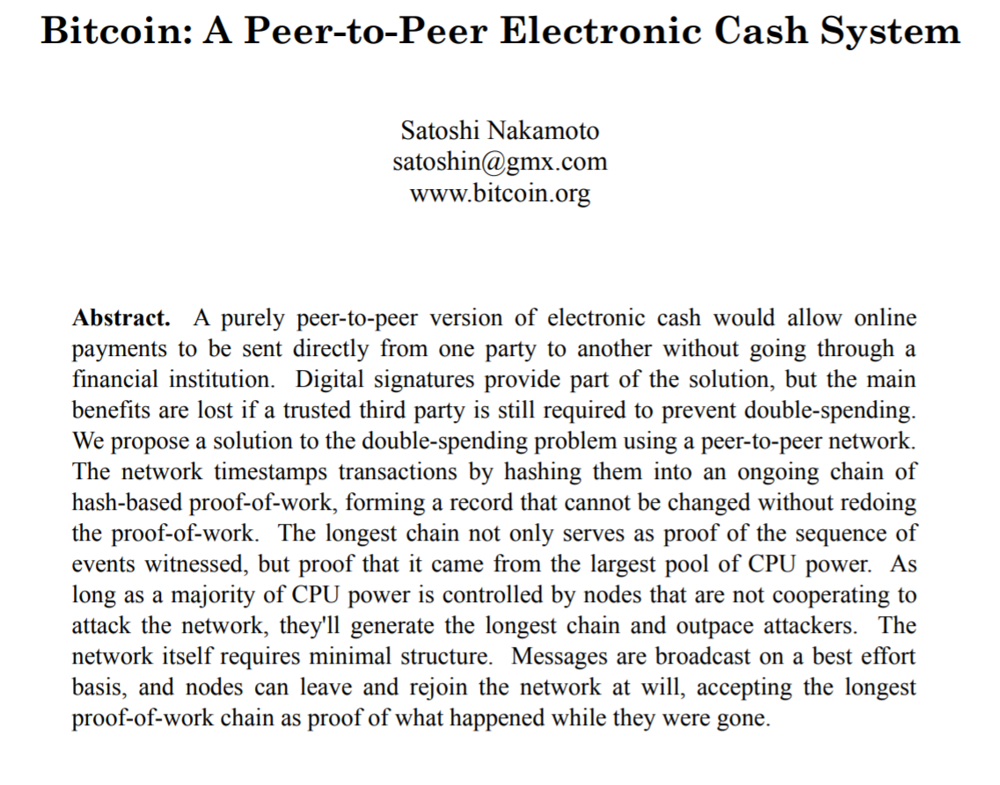 Bitcoin: A Peer-to-Peer Electronic Cash System
Satoshi Nakamoto
satoshin@gmx.com
www.bitcoin.org
Abstract. A purely peer-to-peer version of electronic cash would allow online
payments to be sent directly from one party to another without going through a
financial institution. Digital signatures provide part of the solution, but the main
benefits are lost if a trusted third party is still required to prevent double-spending.
We propose a solution to the double-spending problem using a peer-to-peer network.
The network timestamps transactions by hashing them into an ongoing chain of
hash-based proof-of-work, forming a record that cannot be changed without redoing
the proof-of-work. The longest chain not only serves as proof of the sequence of
events witnessed, but proof that it came from the largest pool of CPU power. As
long as a majority of CPU power is controlled by nodes that are not cooperating to
attack the network, they'll generate the longest chain and outpace attackers. The
network itself requires minimal structure. Messages are broadcast on a best effort
basis, and nodes can leave and rejoin the network at will, accepting the longest
proof-of-work chain as proof of what happened while they were gone.